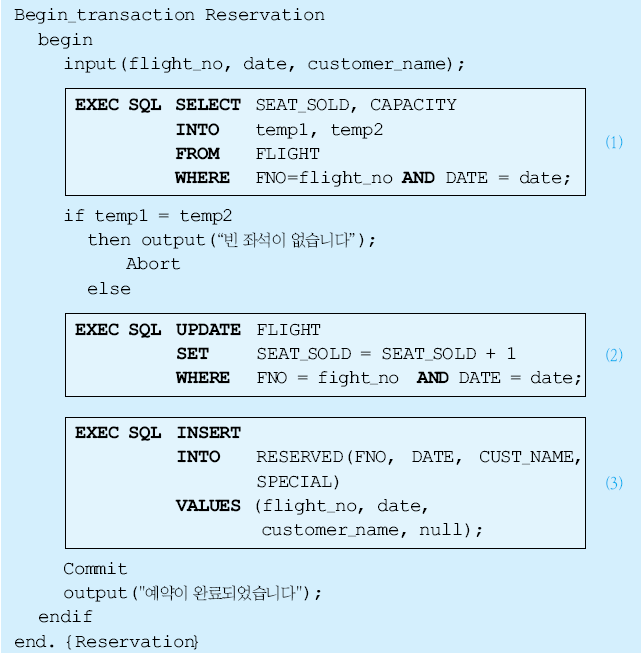 Begin_transaction Reservation
begin
input(flight_no, date, customer_name);
EXEC SQL SELECT SEAT_SOLD, CAPACITY
INTO temp1, temp2
FROM FLIGHT
WHERE FNO=flight_no AND DATE = date;
(1)
if temp1 = temp2
then output(“빈 좌석이 없습니다”);
Abort
else
EXEC SQL UPDATE FLIGHT
SET SEAT_SOLD = SEAT_SOLD + 1
WHERE FNO = fight_no AND DATE = date;
(2)
EXEC SQL INSERT
INTO RESERVED(FNO, DATE, CUST_NAME,
SPECIAL)
VALUES (flight_no, date,
customer_name, null);
(3)
Commit
output("예약이 완료되었습니다");
endif
end. {Reservation}